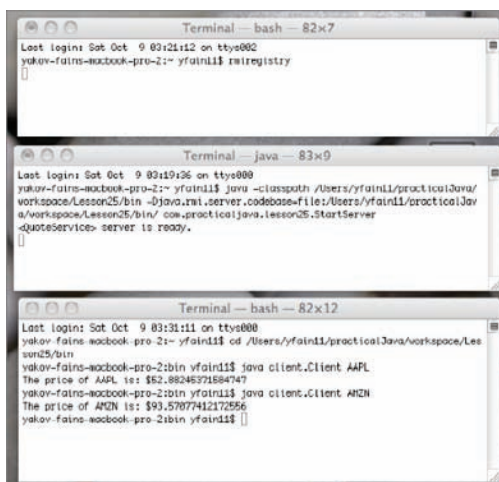 Terminal — bash — 82×7
Last login: Sat Oct 9 03:21:12 on ttys002
yakov-fains-macbook-pro-2:~ yfain11$ rmiregistry
Terminal — java — 83×9
Last login: Sat Oct 9 03:19:36 on ttys000
yakov-fains-macbook-pro-2:~ yfain11$ java -classpath /Users/yfain11/practicalJava/
workspace/Lesson25/bin -Djava.rmi.server.codebase=file:/Users/yfain11/practicalJav
a/workspace/Lesson25/bin/ com.practicaljava.lesson25.StartServer
<QuoteService> server is ready.
Terminal — bash — 82×12
Last login: Sat Oct 9 03:31:11 on ttys000
yakov-fains-macbook-pro-2:~ yfain11$ cd /Users/yfain11/practicalJava/workspace/Les
son25/bin
yakov-fains-macbook-pro-2:bin yfain11$ java client.Client AAPL
The price of AAPL is: $52.88245371584747
yakov-fains-macbook-pro-2:bin yfain11$ java client.Client AMZN
The price of AMZN is: $93.57077412172556
yakov-fains-macbook-pro-2:bin yfain11$